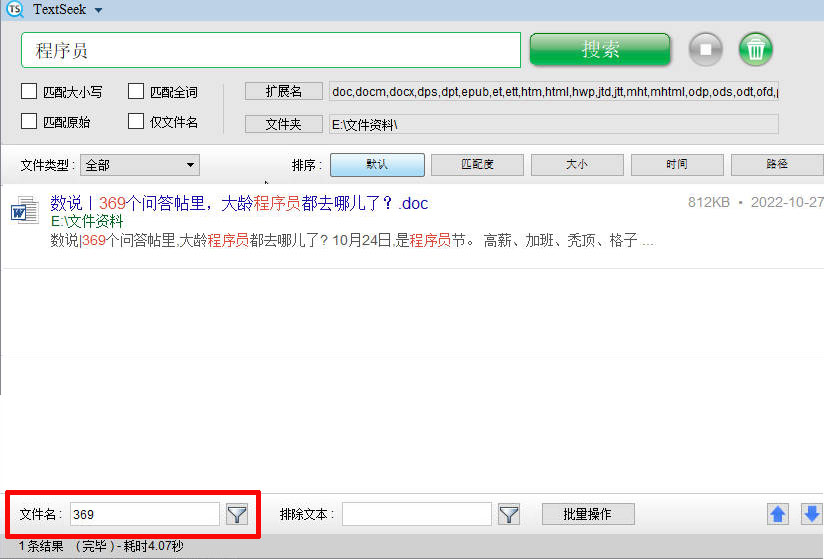 TS TextSeek
程序员 搜索
匹配大小写 匹配全词 扩展名 doc,docm,docx,dps,dpt,epub,et,ett,htm,html,hwp,jtd,jtt,mht,mhtml,odp,ods,odt,ofd,
匹配原始 仅文件名 文件夹 E:\文件资料\
文件类型: 全部 排序: 默认 匹配度 大小 时间 路径
数说丨369个问答帖里，大龄程序员都去哪儿了？.doc 812KB • 2022-10-27
E:\文件资料
数说|369个问答帖里,大龄程序员都去哪儿了? 10月24日,是程序员节。 高薪、加班、秃顶、格子 ...
文件名: 369 排除文本: 批量操作
1 条结果 （完毕）- 耗时4.07秒